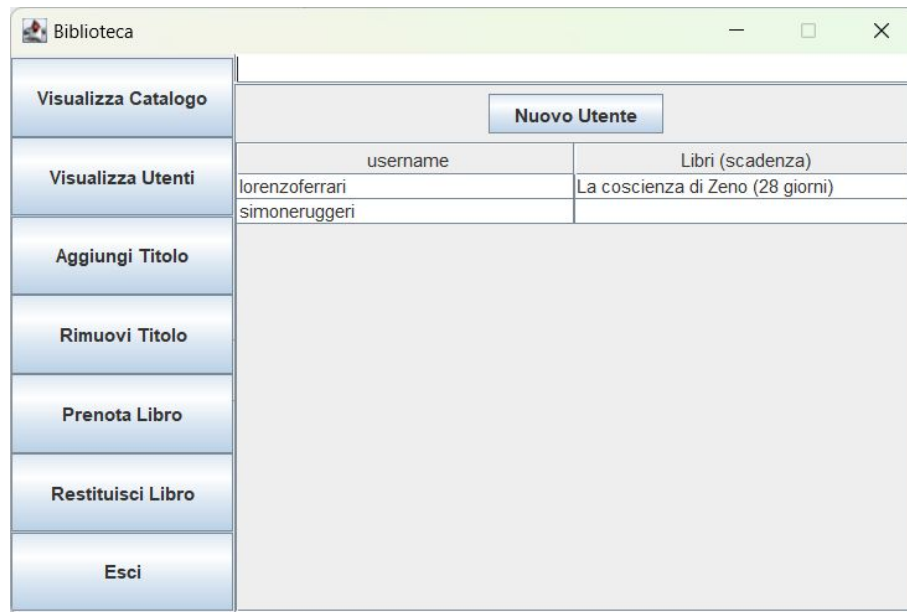 Biblioteca
Visualizza Catalogo
Visualizza Utenti
Aggiungi Titolo
Rimuovi Titolo
Prenota Libro
Restituisci Libro
Esci
Nuovo Utente
username Libri (scadenza)
lorenzoferrari La coscienza di Zeno (28 giorni)
simoneruggeri